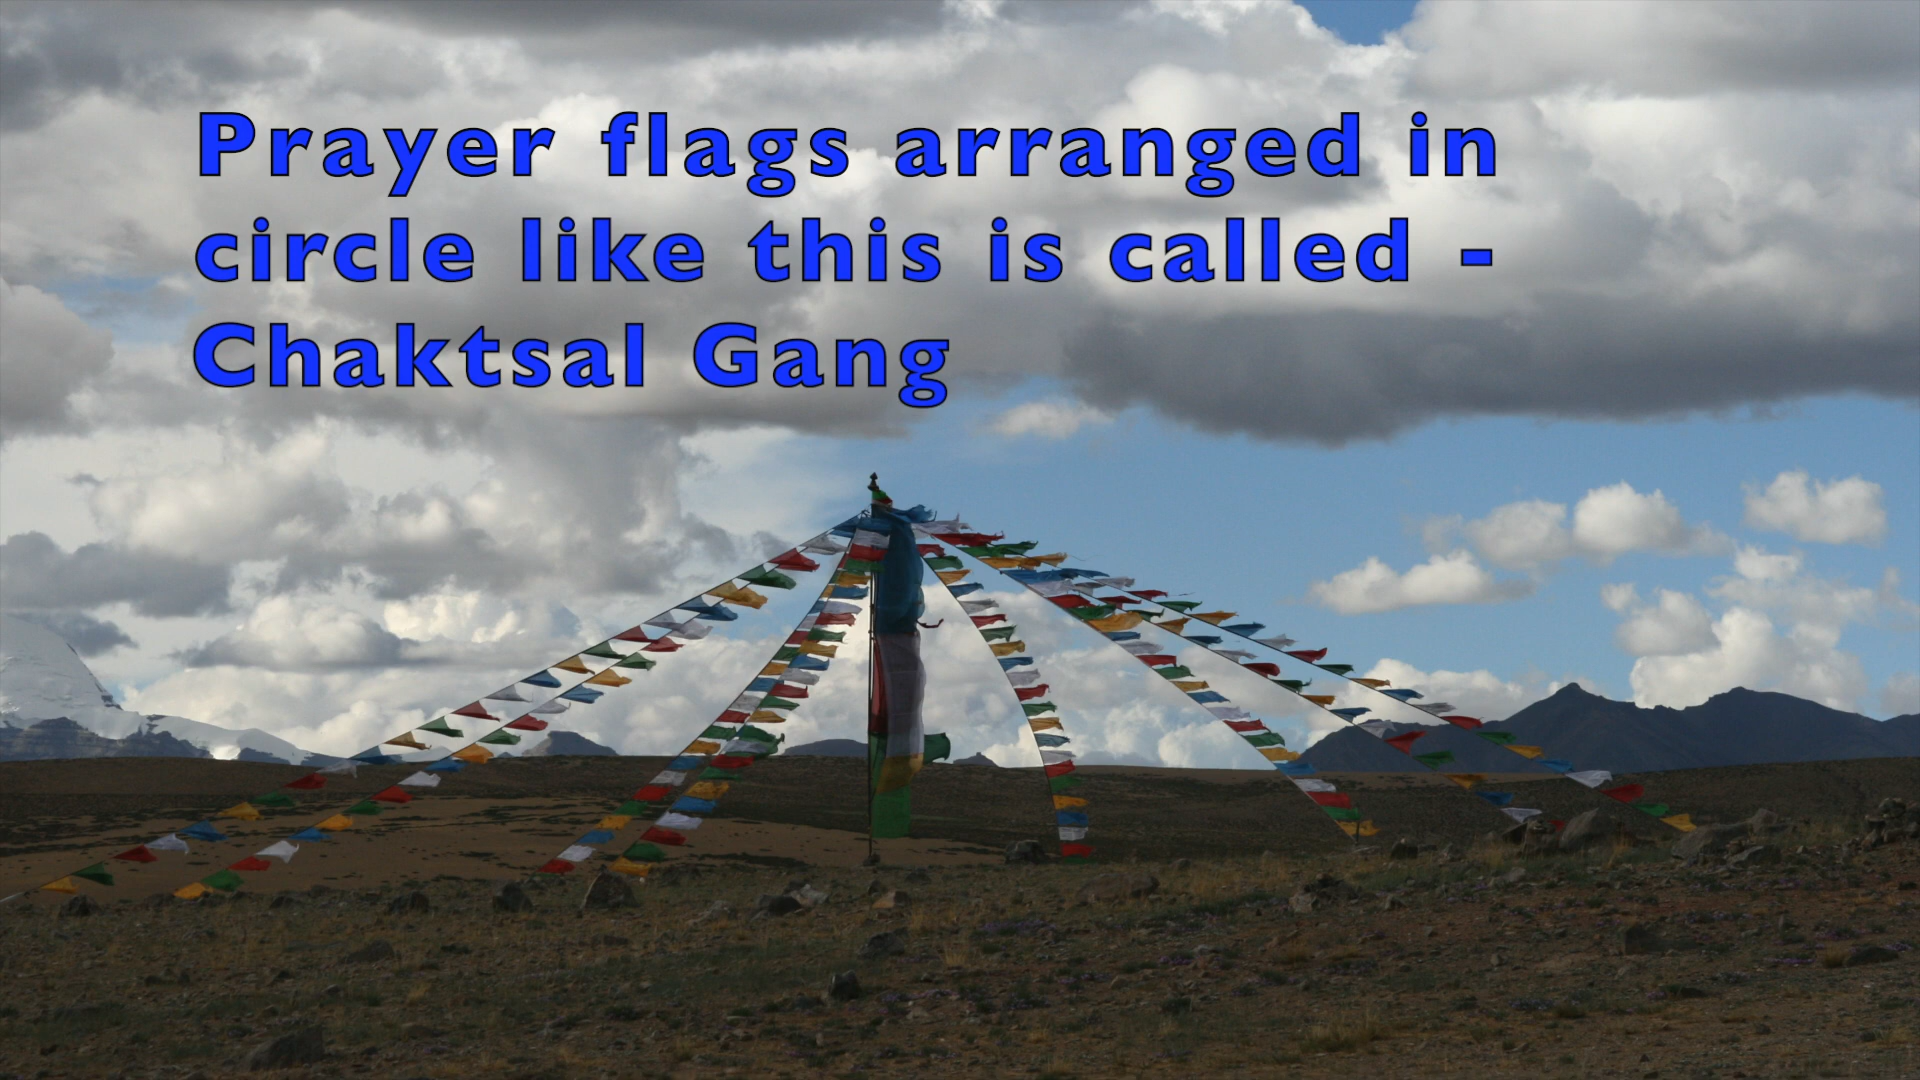 Prayer flags arranged in
circle like this is called -
Chaktsal Gang